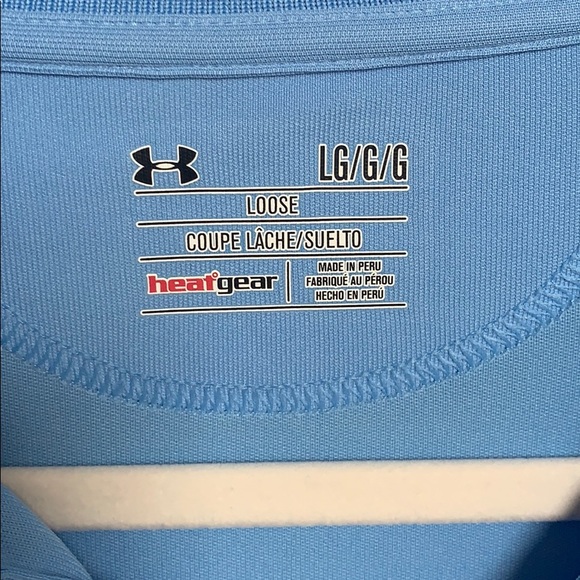 LG/G/G
LOOSE
COUPE LÂCHE/SUELTO
heatgear
MADE IN PERU
FABRIQUÉ AU PÉROU
HECHO EN PERÚ